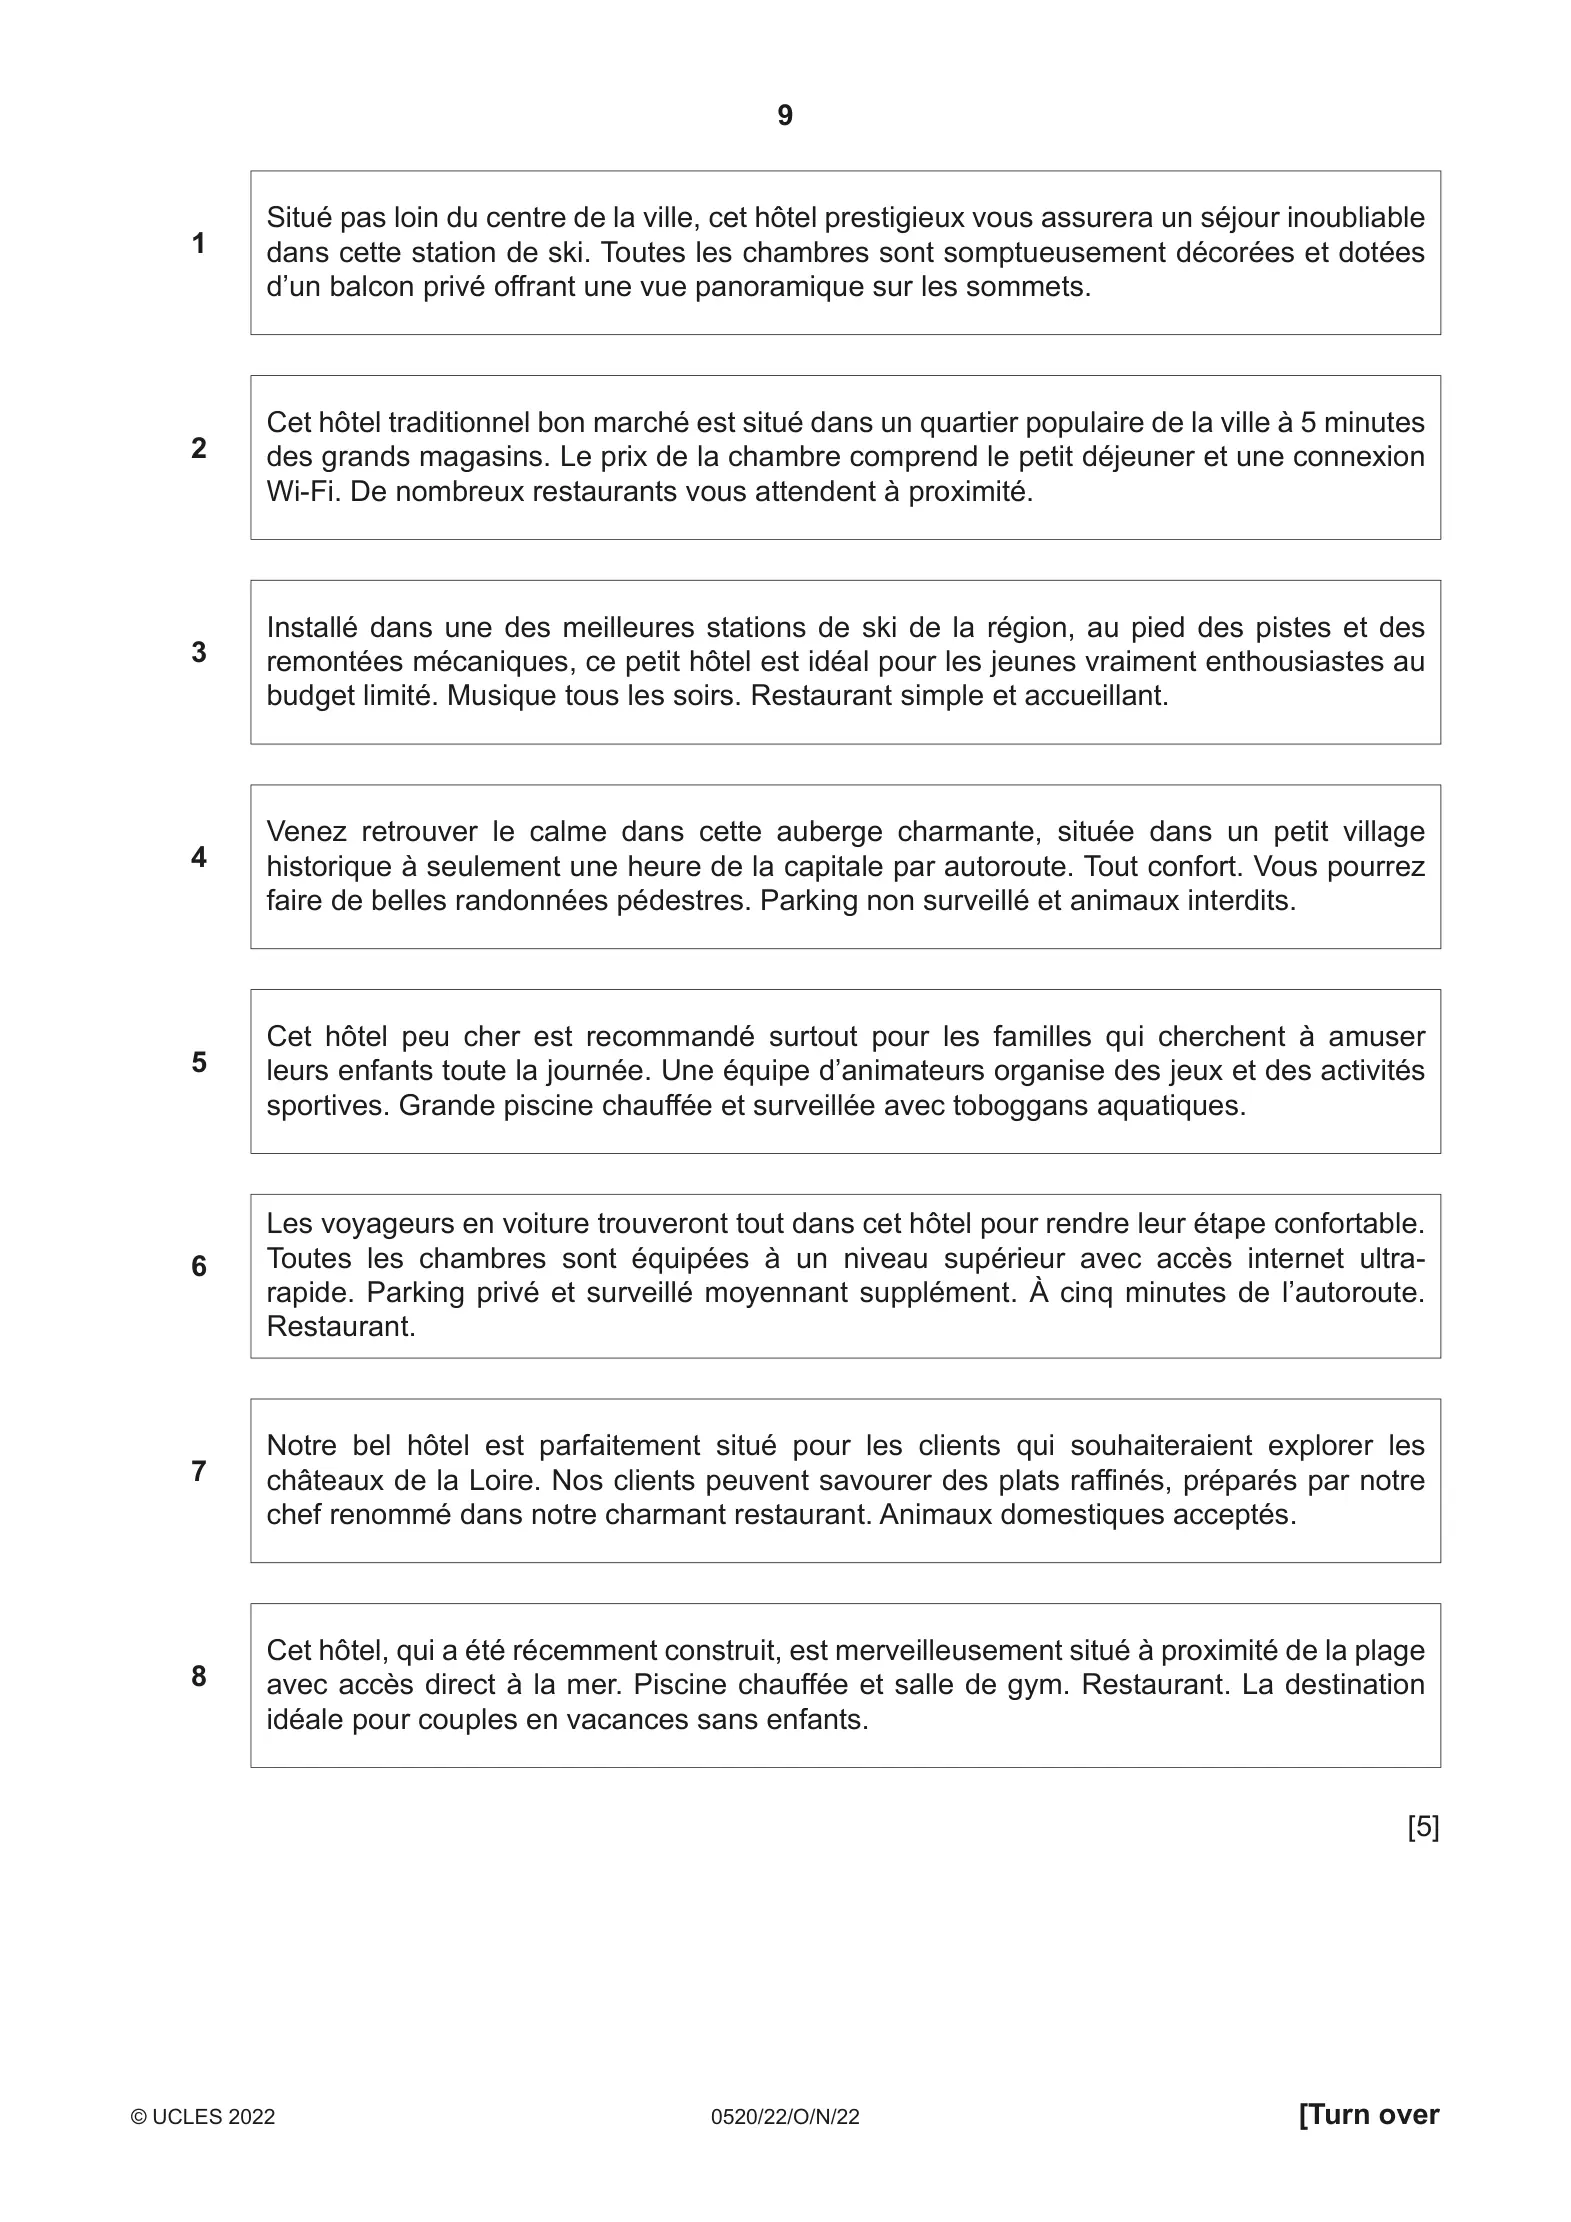 9
1
Situé pas loin du centre de la ville, cet hôtel prestigieux vous assurera un séjour inoubliable
dans cette station de ski. Toutes les chambres sont somptueusement décorées et dotées
d’un balcon privé offrant une vue panoramique sur les sommets.
2
Cet hôtel traditionnel bon marché est situé dans un quartier populaire de la ville à 5 minutes
des grands magasins. Le prix de la chambre comprend le petit déjeuner et une connexion
Wi-Fi. De nombreux restaurants vous attendent à proximité.
3
Installé dans une des meilleures stations de ski de la région, au pied des pistes et des
remontées mécaniques, ce petit hôtel est idéal pour les jeunes vraiment enthousiastes au
budget limité. Musique tous les soirs. Restaurant simple et accueillant.
4
Venez retrouver le calme dans cette auberge charmante, située dans un petit village
historique à seulement une heure de la capitale par autoroute. Tout confort. Vous pourrez
faire de belles randonnées pédestres. Parking non surveillé et animaux interdits.
5
Cet hôtel peu cher est recommandé surtout pour les familles qui cherchent à amuser
leurs enfants toute la journée. Une équipe d’animateurs organise des jeux et des activités
sportives. Grande piscine chauffée et surveillée avec toboggans aquatiques.
6
Les voyageurs en voiture trouveront tout dans cet hôtel pour rendre leur étape confortable.
Toutes les chambres sont équipées à un niveau supérieur avec accès internet ultra-
rapide. Parking privé et surveillé moyennant supplément. À cinq minutes de l’autoroute.
Restaurant.
7
Notre bel hôtel est parfaitement situé pour les clients qui souhaiteraient explorer les
châteaux de la Loire. Nos clients peuvent savourer des plats raffinés, préparés par notre
chef renommé dans notre charmant restaurant. Animaux domestiques acceptés.
8
Cet hôtel, qui a été récemment construit, est merveilleusement situé à proximité de la plage
avec accès direct à la mer. Piscine chauffée et salle de gym. Restaurant. La destination
idéale pour couples en vacances sans enfants.
[5]
© UCLES 2022
0520/22/O/N/22
[Turn over